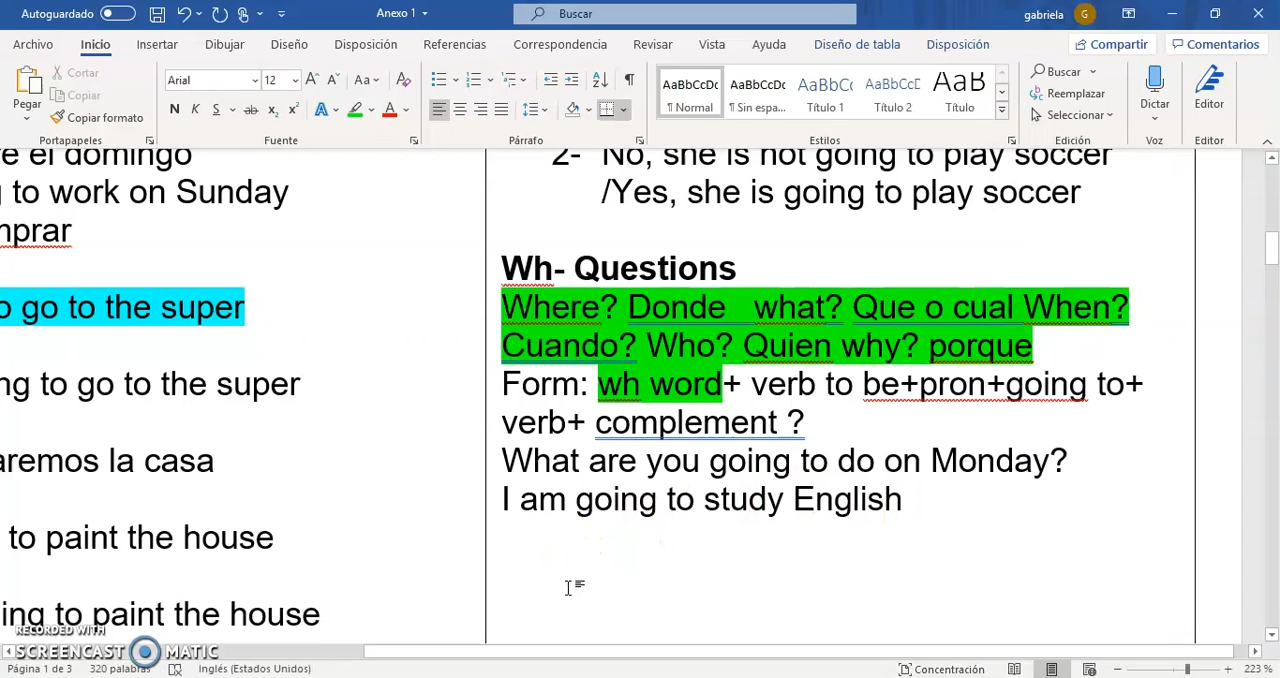 Autoguardado
Anexo 1
Buscar
gabriela
G
Archivo Inicio Insertar Dibujar Diseño Disposición Referencias Correspondencia Revisar Vista Ayuda Diseño de tabla Disposición Compartir Comentarios
Pegar
Cortar
Copiar
Copiar formato
Portapapeles
Arial 12
Aa
N K S ab x₂ x² A A
Fuente
Párrafo
AaBbCcDc AaBbCcDc AaBbC( AaBbCcE AaB
¶ Normal ¶ Sin espa... Título 1 Título 2 Título
Estilos
Buscar
Reemplazar
Seleccionar
Edición
Dictar
Voz
Editor
Editor
re el domingo
g to work on Sunday
mprar
o go to the super
ng to go to the super
aremos la casa
to paint the house
ing to paint the house
2- No, she is not going to play soccer
/Yes, she is going to play soccer
Wh- Questions
Where? Donde what? Que o cual When?
Cuando? Who? Quien why? porque
Form: wh word+ verb to be+pron+going to+
verb+ complement ?
What are you going to do on Monday?
I am going to study English
RECORDED WITH
SCREENCAST MATIC
Página 1 de 3 320 palabras Inglés (Estados Unidos) Concentración 223 %